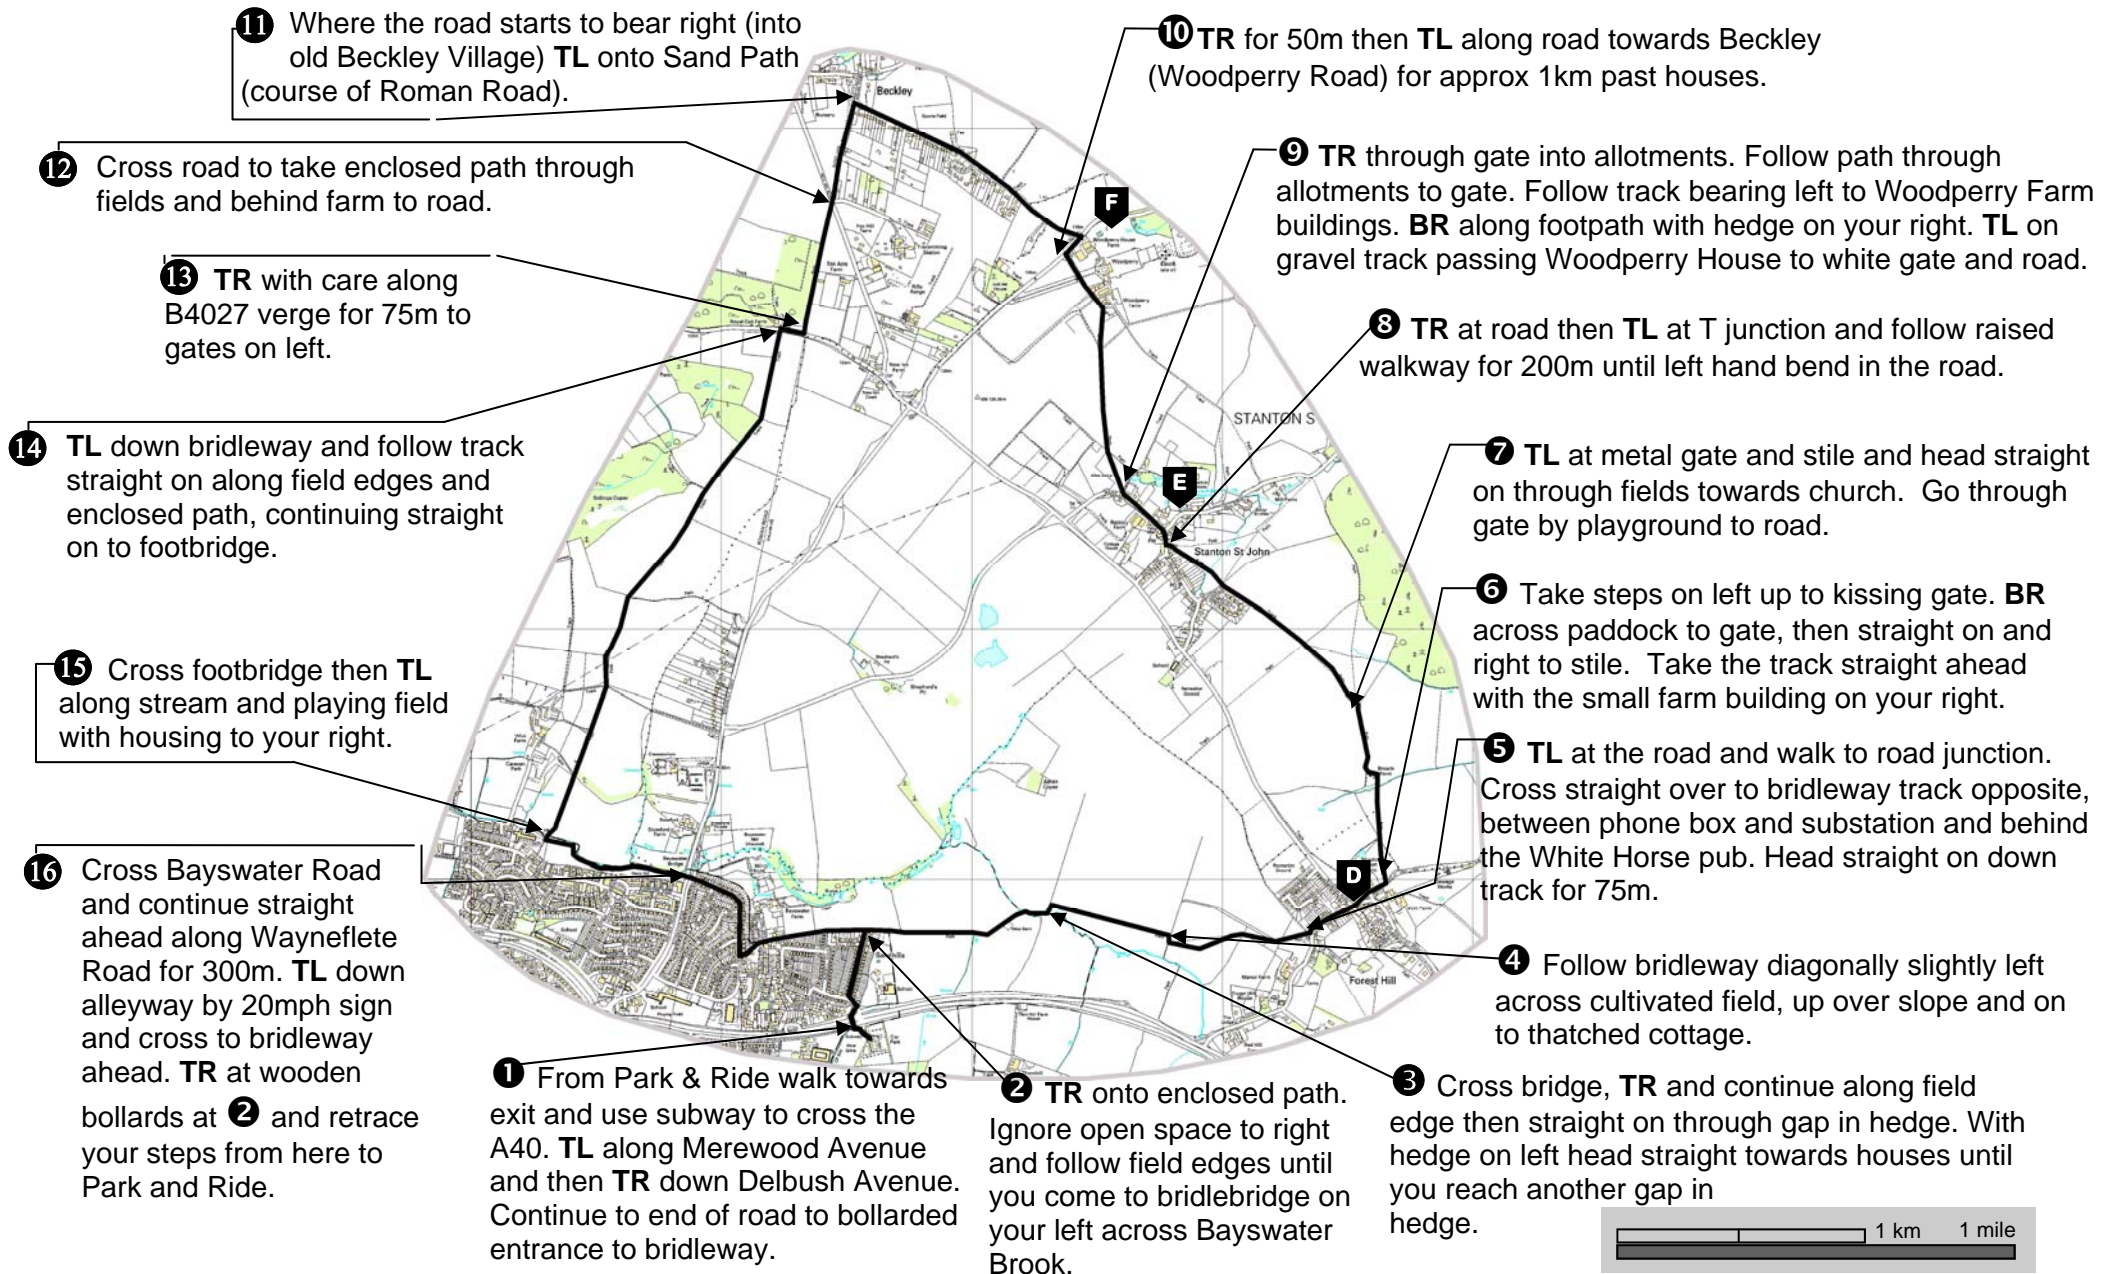 ⓫ Where the road starts to bear right (into
old Beckley Village) TL onto Sand Path
(course of Roman Road).
⓬ Cross road to take enclosed path through
fields and behind farm to road.
⓭ TR with care along
B4027 verge for 75m to
gates on left.
⓮ TL down bridleway and follow track
straight on along field edges and
enclosed path, continuing straight
on to footbridge.
⓯ Cross footbridge then TL
along stream and playing field
with housing to your right.
⓰ Cross Bayswater Road
and continue straight
ahead along Wayneflete
Road for 300m. TL down
alleyway by 20mph sign
and cross to bridleway
ahead. TR at wooden
bollards at ❷ and retrace
your steps from here to
Park and Ride.
❶ From Park & Ride walk towards
exit and use subway to cross the
A40. TL along Merewood Avenue
and then TR down Delbush Avenue.
Continue to end of road to bollarded
entrance to bridleway.
❷ TR onto enclosed path.
Ignore open space to right
and follow field edges until
you come to bridlebridge on
your left across Bayswater
Brook.
❸ Cross bridge, TR and continue along field
edge then straight on through gap in hedge. With
hedge on left head straight towards houses until
you reach another gap in
hedge.
❹ Follow bridleway diagonally slightly left
across cultivated field, up over slope and on
to thatched cottage.
❺ TL at the road and walk to road junction.
Cross straight over to bridleway track opposite,
between phone box and substation and behind
the White Horse pub. Head straight on down
track for 75m.
❻ Take steps on left up to kissing gate. BR
across paddock to gate, then straight on and
right to stile. Take the track straight ahead
with the small farm building on your right.
❼ TL at metal gate and stile and head straight
on through fields towards church. Go through
gate by playground to road.
❽ TR at road then TL at T junction and follow raised
walkway for 200m until left hand bend in the road.
❾ TR through gate into allotments. Follow path through
allotments to gate. Follow track bearing left to Woodperry Farm
buildings. BR along footpath with hedge on your right. TL on
gravel track passing Woodperry House to white gate and road.
❿ TR for 50m then TL along road towards Beckley
(Woodperry Road) for approx 1km past houses.
Beckley
F
E
D
STANTON S
Stanton St John
Forest Hill
Shepherd's
Pit
Bayswater
Farm
Manor Farm
School
1 km 1 mile